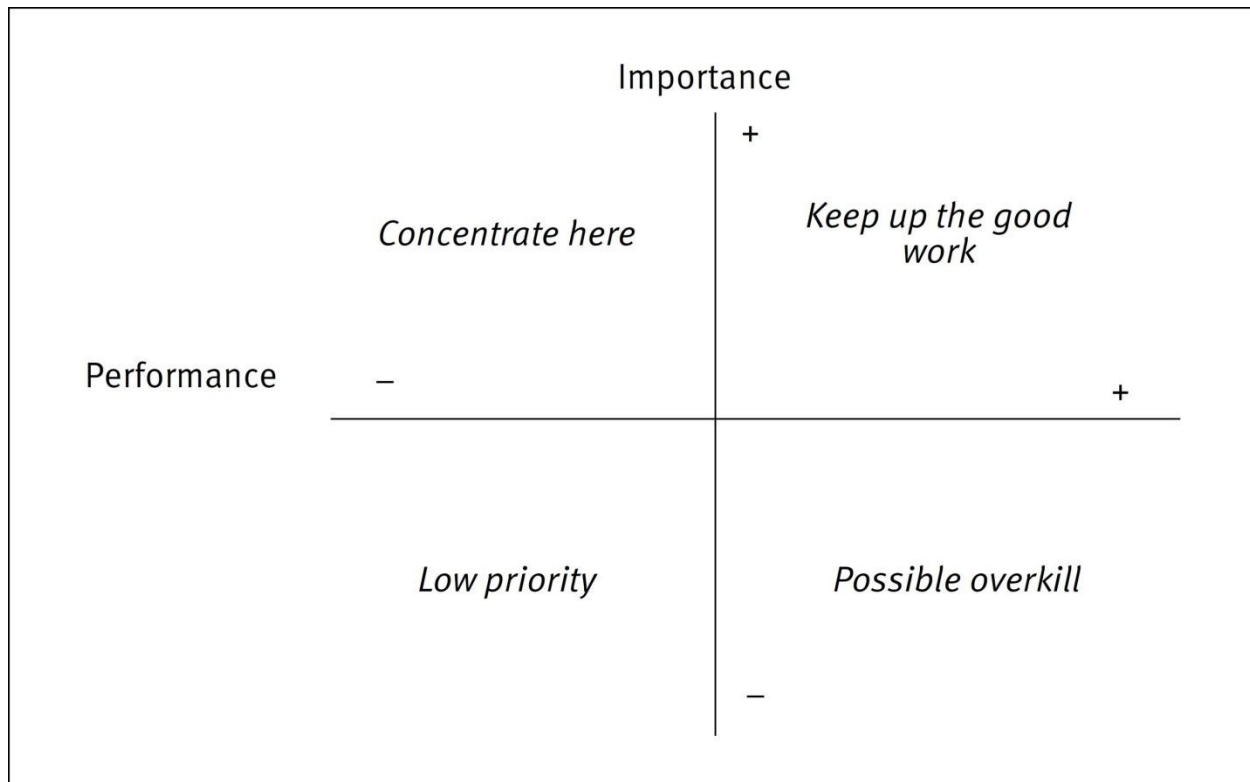 Importance
+
Concentrate here
Keep up the good
work
Performance
–
+
Low priority
Possible overkill
–